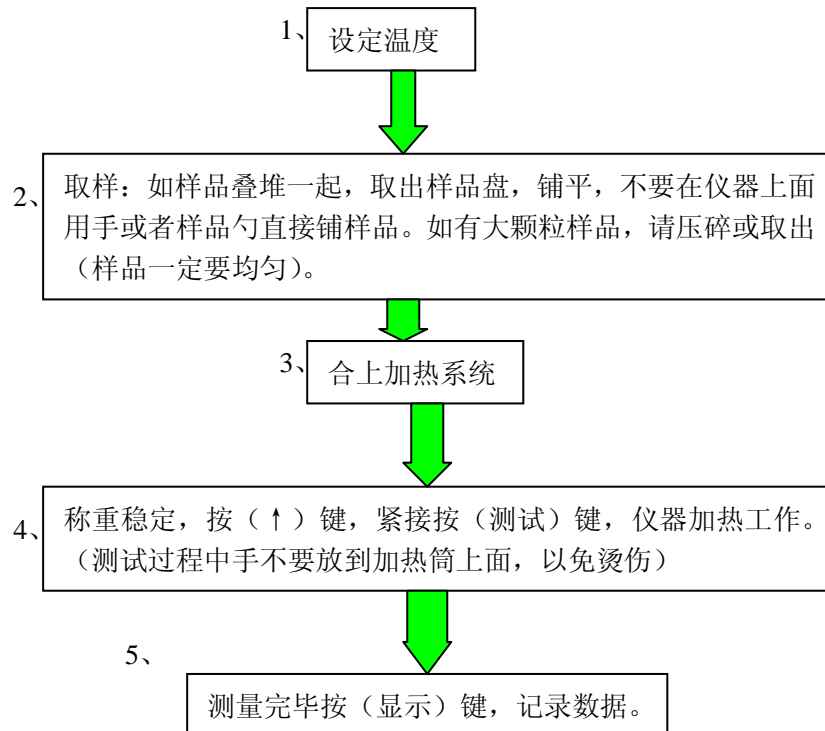 1、 设定温度
2、 取样：如样品叠堆一起，取出样品盘，铺平，不要在仪器上面
用手或者样品勺直接铺样品。如有大颗粒样品，请压碎或取出
（样品一定要均匀）。
3、 合上加热系统
4、 称重稳定，按（↑）键，紧接按（测试）键，仪器加热工作。
（测试过程中手不要放到加热筒上面，以免烫伤）
5、
测量完毕按（显示）键，记录数据。